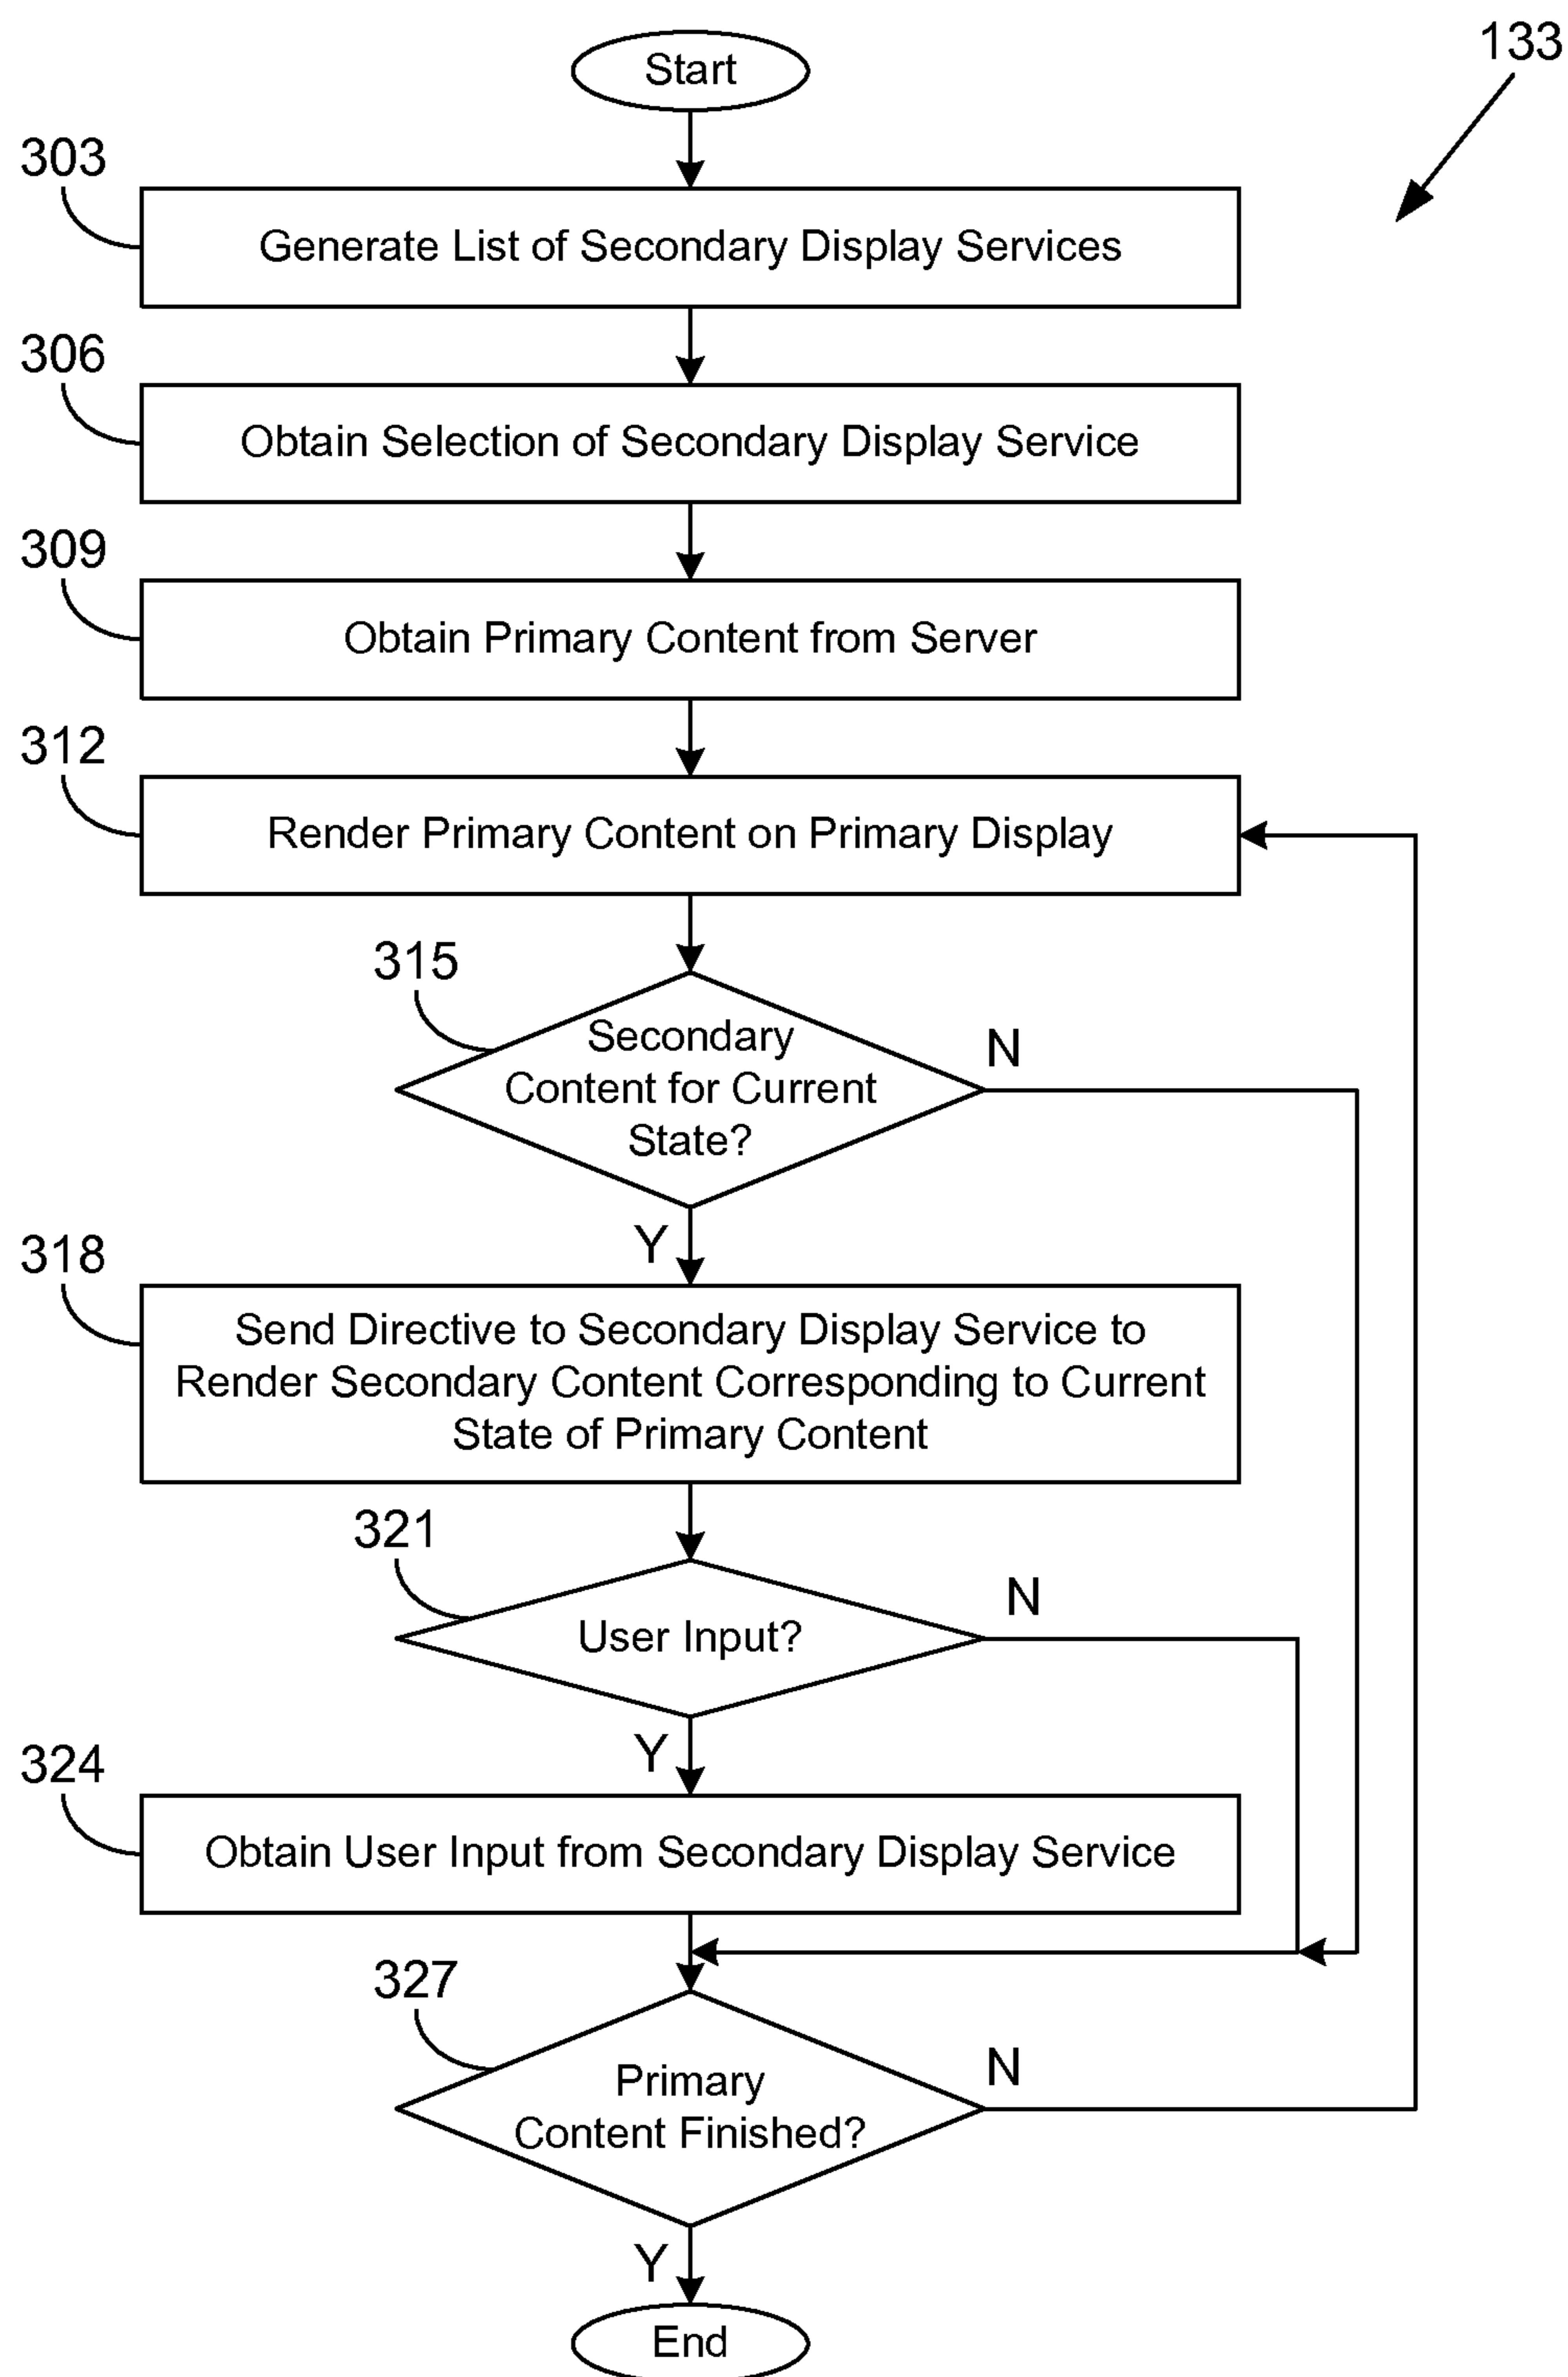 133
Start
303
Generate List of Secondary Display Services
306
Obtain Selection of Secondary Display Service
309
Obtain Primary Content from Server
312
Render Primary Content on Primary Display
315
Secondary
Content for Current
State?
N
Y
318
Send Directive to Secondary Display Service to
Render Secondary Content Corresponding to Current
State of Primary Content
321
User Input?
N
Y
324
Obtain User Input from Secondary Display Service
327
Primary
Content Finished?
N
Y
End